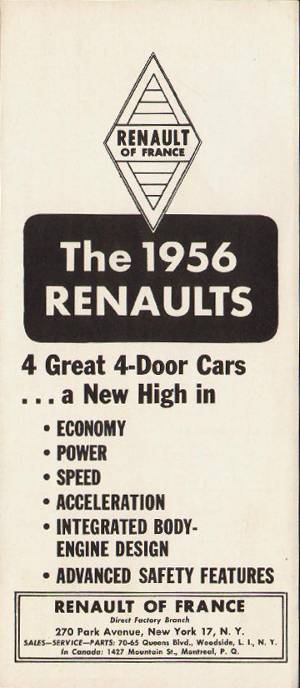 RENAULT
OF FRANCE
The 1956
RENAULTS
4 Great 4-Door Cars
... a New High in
• ECONOMY
• POWER
• SPEED
• ACCELERATION
• INTEGRATED BODY-
ENGINE DESIGN
• ADVANCED SAFETY FEATURES
RENAULT OF FRANCE
Direct Factory Branch
270 Park Avenue, New York 17, N. Y.
SALES—SERVICE—PARTS: 70-65 Queens Blvd., Woodside, L. I., N. Y.
In Canada: 1427 Mountain St., Montreal, P. Q.